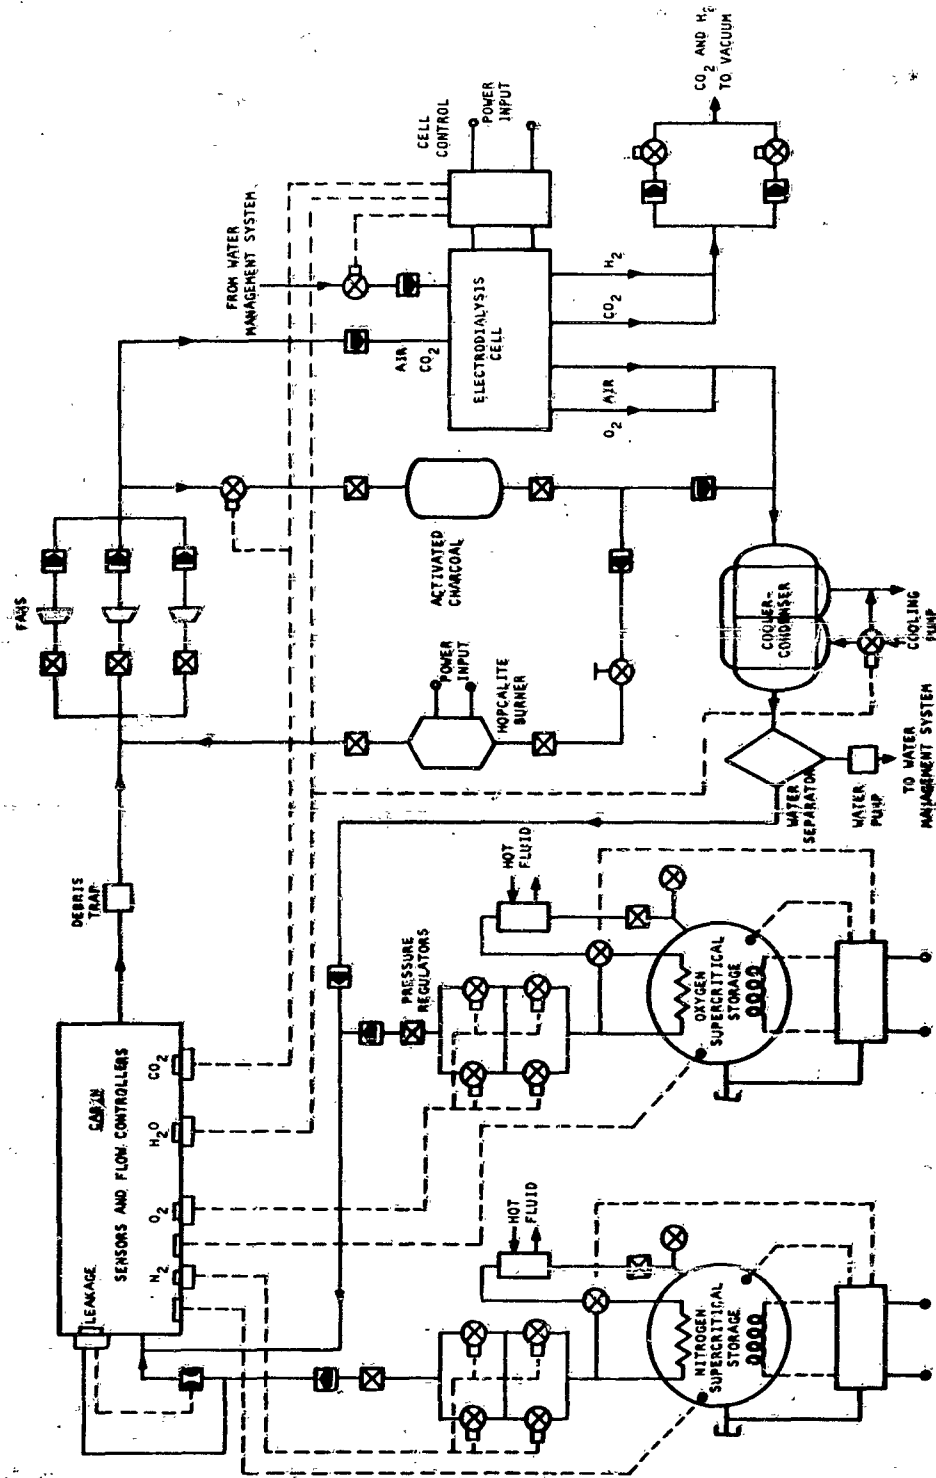 LEAKAGE
CABIN
SENSORS AND FLOW CONTROLLERS
N2
O2
H2O
CO2
DEBRIS
TRAP
FANS
FROM WATER
MANAGEMENT SYSTEM
CELL
CONTROL
POWER
INPUT
AIR
CO2
ELECTRODIALYSIS
CELL
O2
AIR
CO2
H2
CO2 AND H2
TO VACUUM
ACTIVATED
CHARCOAL
POWER
INPUT
HOPCALITE
BURNER
COOLER-
CONDENSER
COOLING
PUMP
WATER
SEPARATOR
WATER
PUMP
TO WATER
MANAGEMENT SYSTEM
PRESSURE
REGULATORS
HOT
FLUID
OXYGEN
SUPERCRITICAL
STORAGE
HOT
FLUID
NITROGEN
SUPERCRITICAL
STORAGE